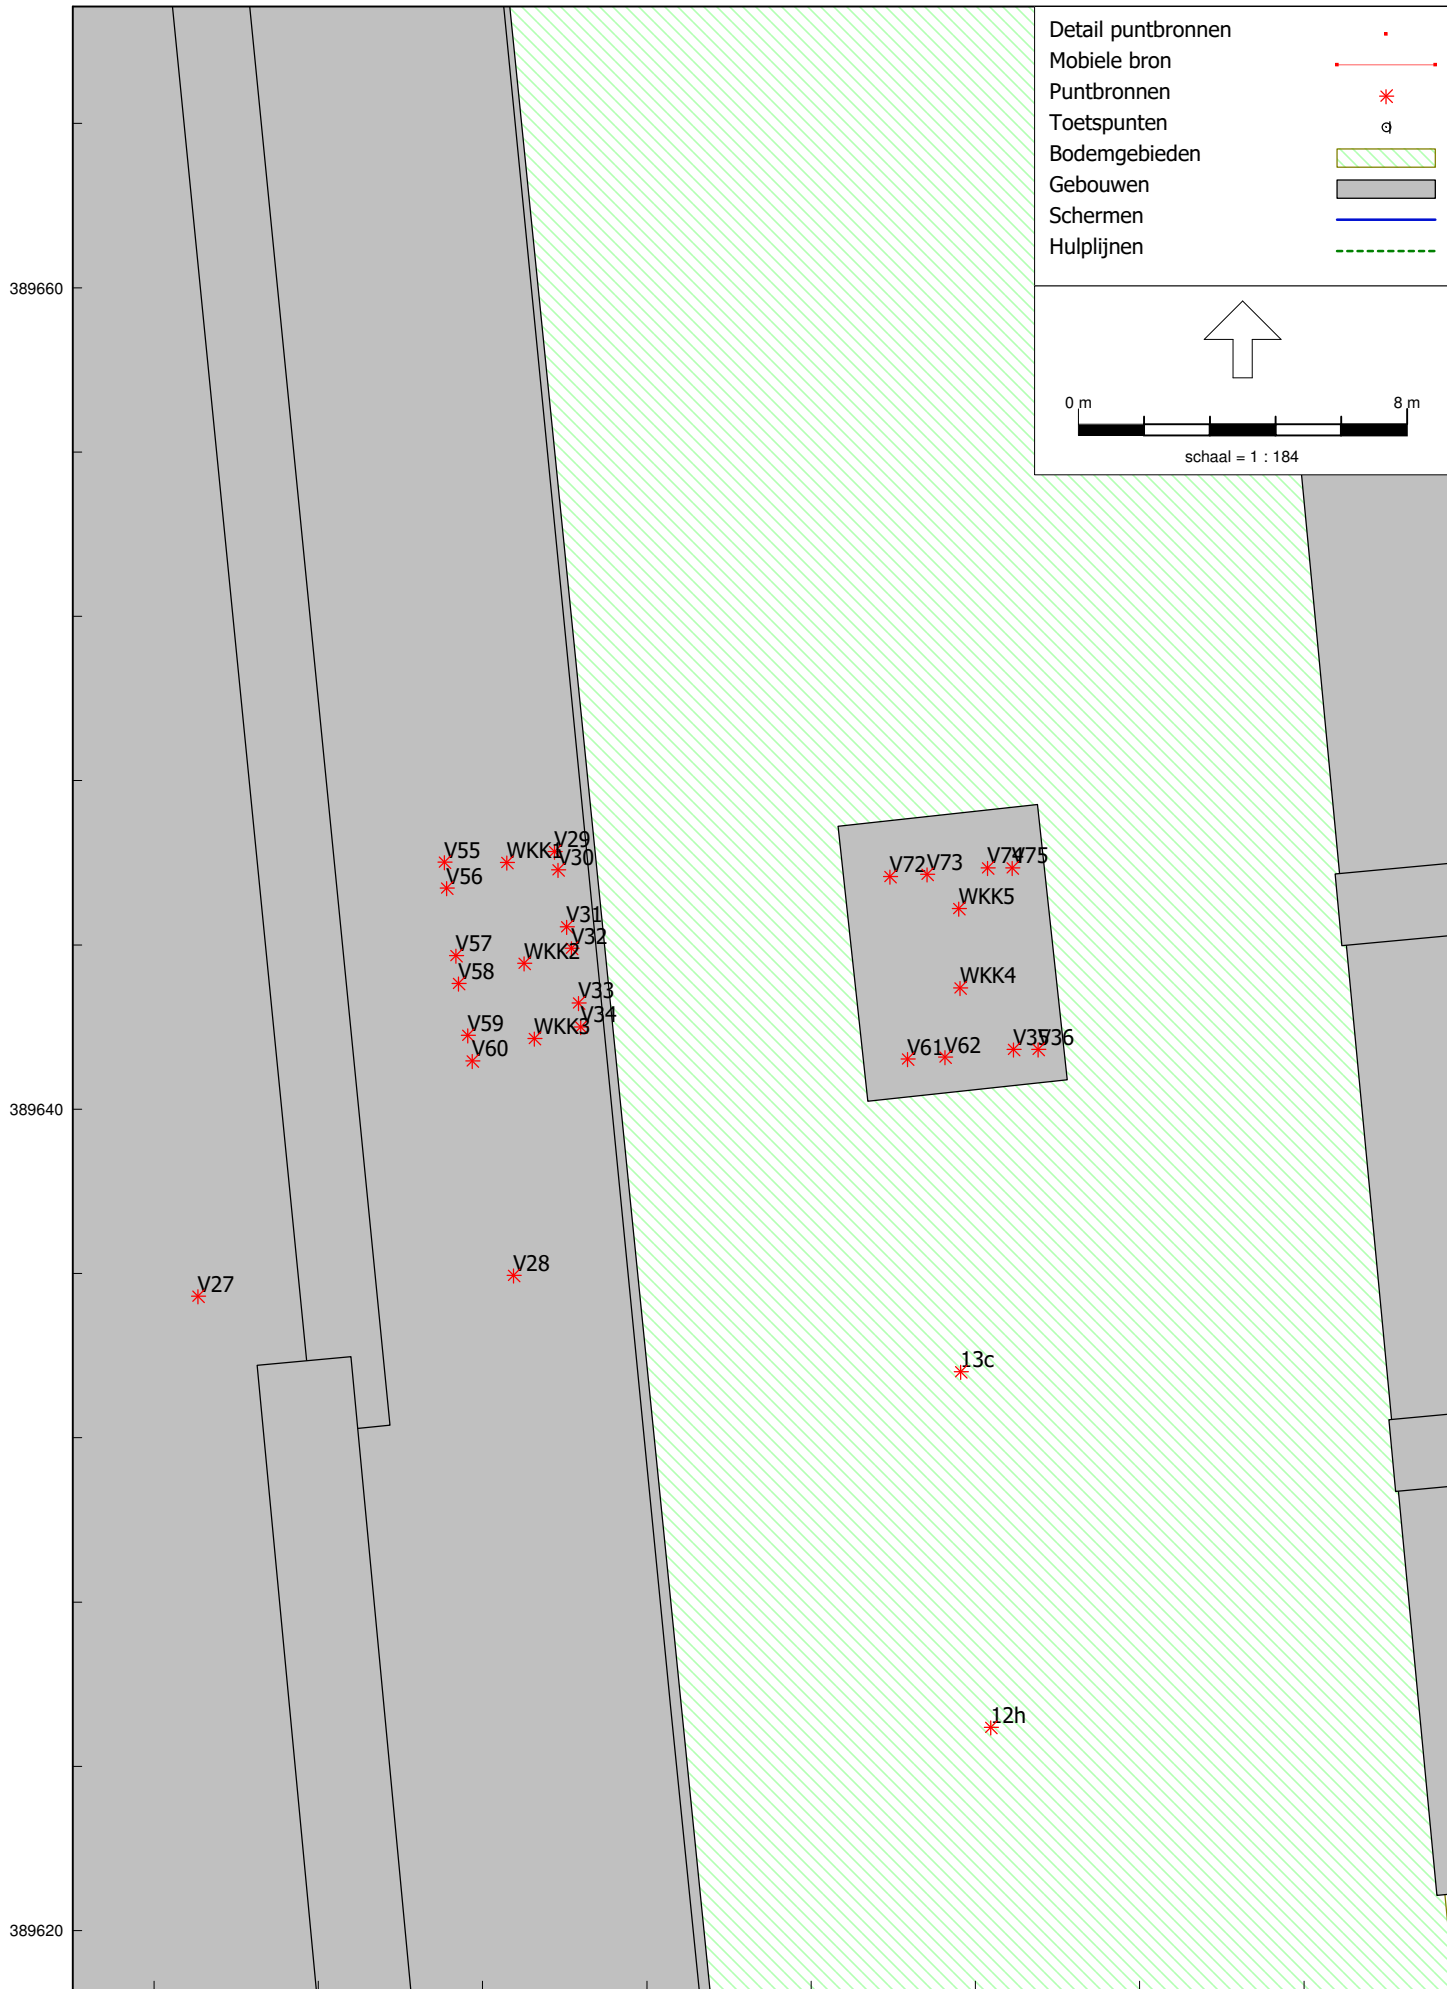 Detail puntbronnen
Mobiele bron
Puntbronnen
Toetspunten
Bodemgebieden
Gebouwen
Schermen
Hulplijnen
0 m
8 m
schaal = 1 : 184
389660
V29
V55
WKK1
V30
V56
V74
V75
V72
V73
WKK5
V31
V32
V57
WKK2
V58
WKK4
V33
V34
V59
WKK3
V60
V35
V36
V61
V62
389640
V28
V27
13c
12h
389620